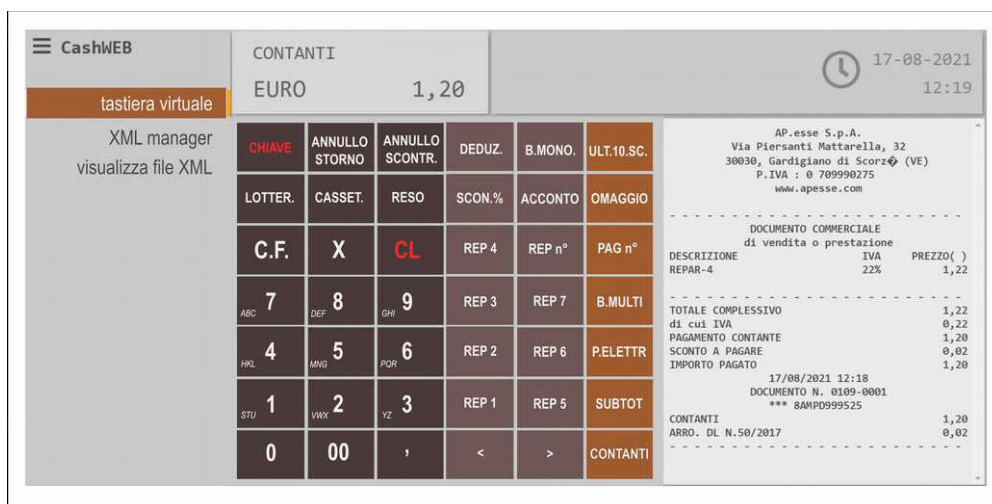 ☰ CashWEB
tastiera virtuale
XML manager
visualizza file XML
CONTANTI
EURO 1,20
17-08-2021
12:19
CHIAVE ANNULLO STORNO ANNULLO SCONTR. DEDUZ. B.MONO. ULT.10.SC.
LOTTER. CASSET. RESO SCON.% ACCONTO OMAGGIO
C.F. X CL REP 4 REP n° PAG n°
ABC 7 DEF 8 GHI 9 REP 3 REP 7 B.MULTI
HKL 4 MNG 5 PQR 6 REP 2 REP 6 P.ELETTR
STU 1 VWX 2 YZ 3 REP 1 REP 5 SUBTOT
0 00 , < > CONTANTI
AP.esse S.p.A.
Via Piersanti Mattarella, 32
30030, Gardigiano di Scorz� (VE)
P.IVA : 0 709990275
www.apesse.com
- - - - - - - - - - - - - - - - - - - - - - -
DOCUMENTO COMMERCIALE
di vendita o prestazione
DESCRIZIONE IVA PREZZO( )
REPAR-4 22% 1,22
- - - - - - - - - - - - - - - - - - - - - - -
TOTALE COMPLESSIVO 1,22
di cui IVA 0,22
PAGAMENTO CONTANTE 1,20
SCONTO A PAGARE 0,02
IMPORTO PAGATO 1,20
17/08/2021 12:18
DOCUMENTO N. 0109-0001
*** 8AMPD999525
CONTANTI 1,20
ARRO. DL N.50/2017 0,02
- - - - - - - - - - - - - - - - - - - - - - -